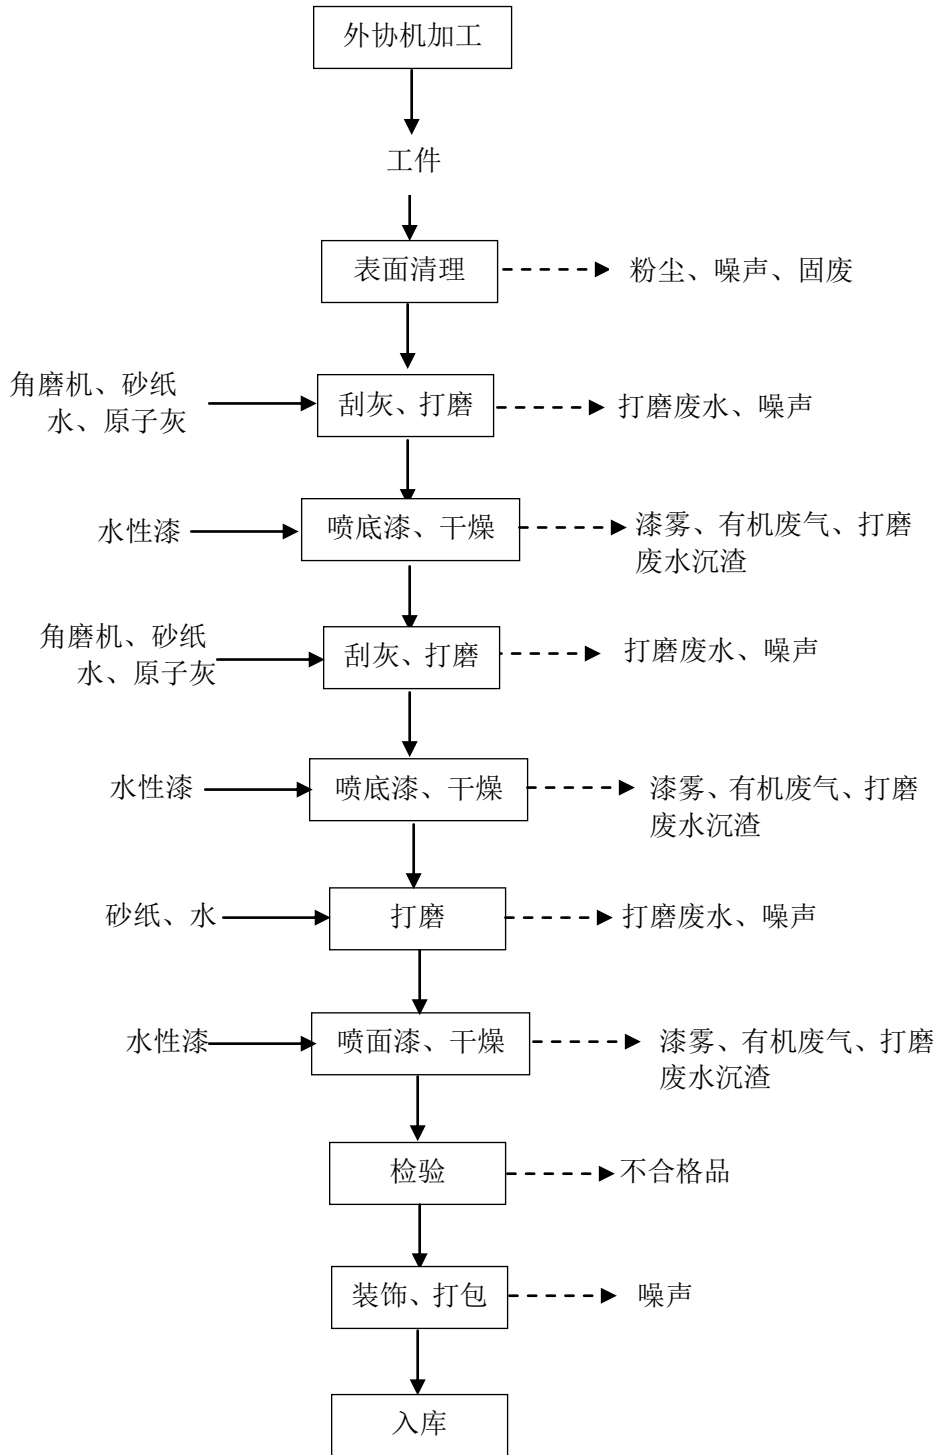 外协机加工
工件
表面清理
粉尘、噪声、固废
角磨机、砂纸
水、原子灰
刮灰、打磨
打磨废水、噪声
水性漆
喷底漆、干燥
漆雾、有机废气、打磨
废水沉渣
角磨机、砂纸
水、原子灰
刮灰、打磨
打磨废水、噪声
水性漆
喷底漆、干燥
漆雾、有机废气、打磨
废水沉渣
砂纸、水
打磨
打磨废水、噪声
水性漆
喷面漆、干燥
漆雾、有机废气、打磨
废水沉渣
检验
不合格品
装饰、打包
噪声
入库